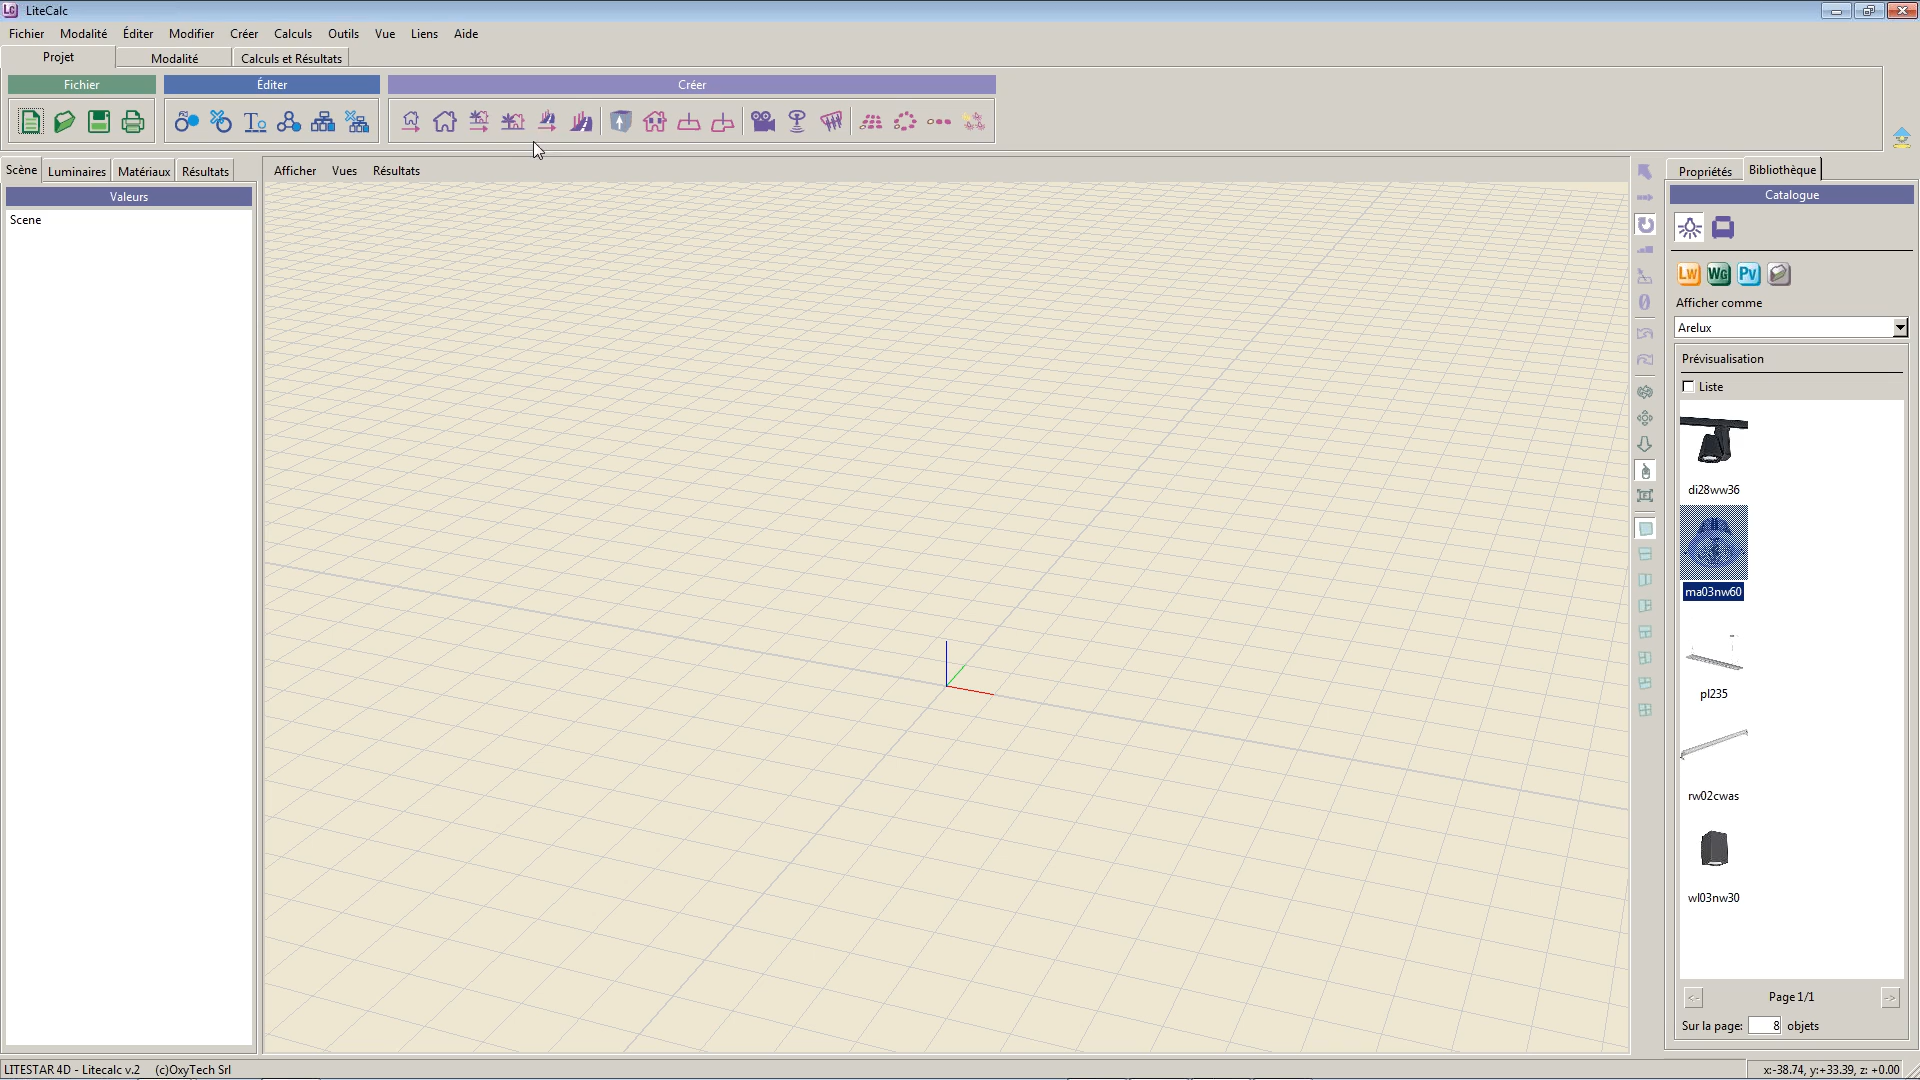 LiteCalc
Fichier Modalité Éditer Modifier Créer Calculs Outils Vue Liens Aide
Projet Modalité Calculs et Résultats
Fichier Éditer Créer
Scène Luminaires Matériaux Résultats
Afficher Vues Résultats
Propriétés Bibliothèque
Valeurs
Catalogue
Scene
Lw Wg Pv
Afficher comme
Arelux
Prévisualisation
Liste
di28ww36
ma03nw60
pl235
rw02cwas
wl03nw30
<- Page 1/1 ->
Sur la page: 8 objets
LITESTAR 4D - Litecalc v.2 (c)OxyTech Srl
x:-38.74, y:+33.39, z: +0.00